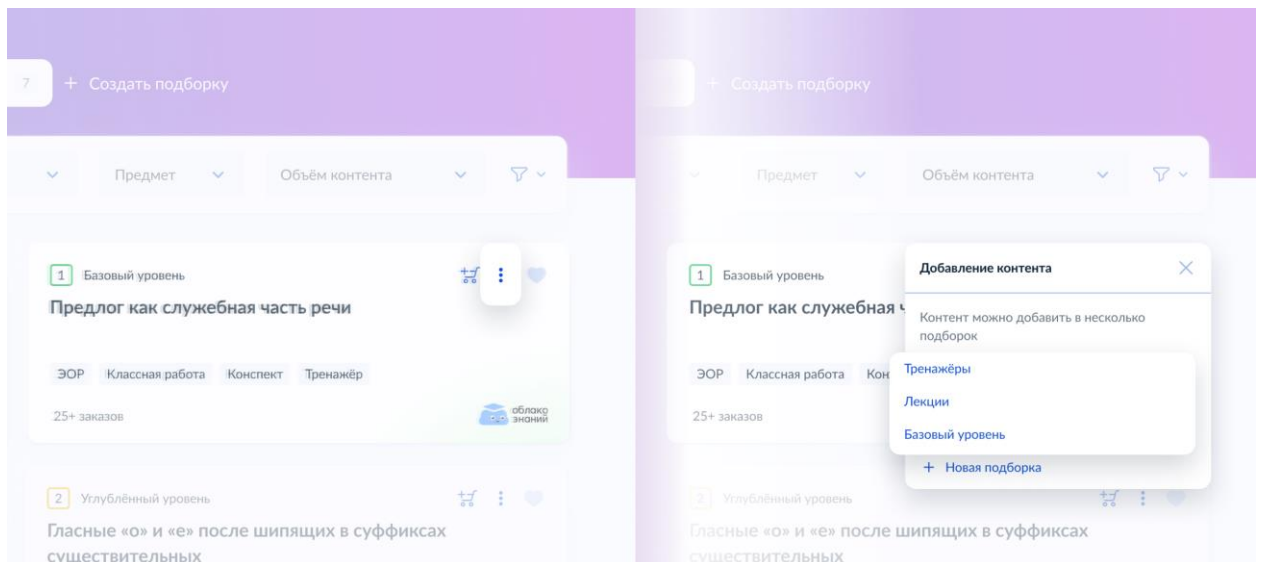 7
+ Создать подборку
Предмет
Объём контента
1 Базовый уровень
Предлог как служебная часть речи
ЭОР Классная работа Конспект Тренажёр
25+ заказов
облако
знаний
2 Углублённый уровень
Гласные «о» и «е» после шипящих в суффиксах
существительных
+ Создать подборку
Предмет
Объём контента
1 Базовый уровень
Предлог как служебная ч
ЭОР Классная работа Кон
25+ заказов
Добавление контента
Контент можно добавить в несколько
подборок
Тренажёры
Лекции
Базовый уровень
+ Новая подборка
2 Углублённый уровень
Гласные «о» и «е» после шипящих в суффиксах
существительных